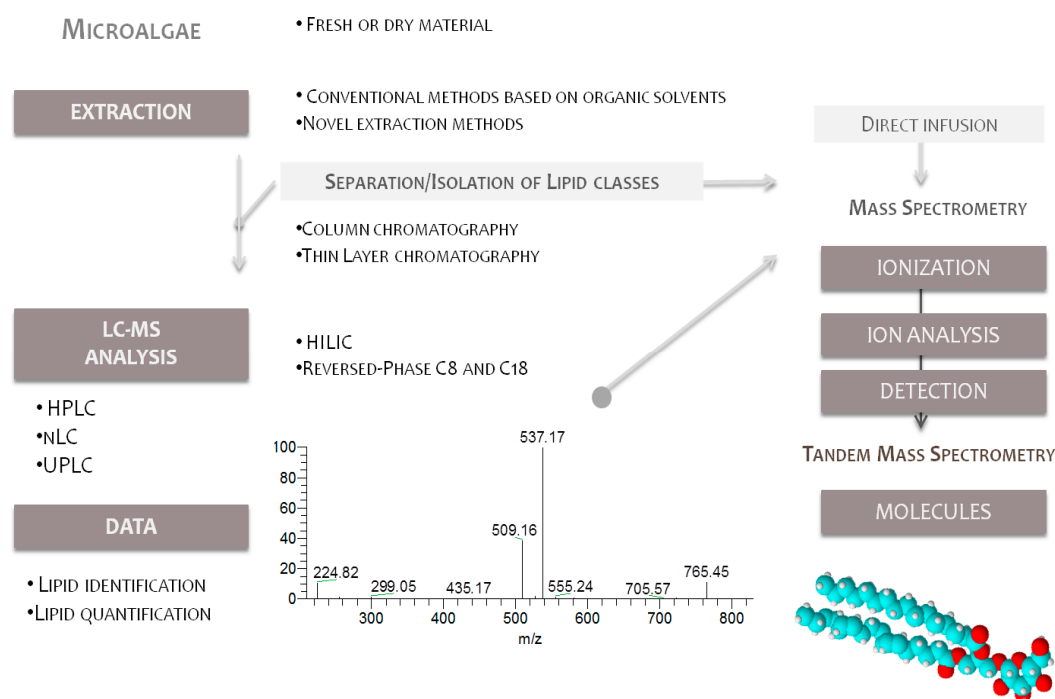 MICROALGAE
• FRESH OR DRY MATERIAL
EXTRACTION
• CONVENTIONAL METHODS BASED ON ORGANIC SOLVENTS
•NOVEL EXTRACTION METHODS
SEPARATION/ISOLATION OF LIPID CLASSES
•COLUMN CHROMATOGRAPHY
•THIN LAYER CHROMATOGRAPHY
LC-MS
ANALYSIS
• HILIC
•REVERSED-PHASE C8 AND C18
• HPLC
•NLC
•UPLC
DATA
• LIPID IDENTIFICATION
•LIPID QUANTIFICATION
100
80
60
40
20
0
224.82
299.05
435.17
509.16
537.17
555.24
705.57
765.45
300
400
500
600
700
800
m/z
DIRECT INFUSION
MASS SPECTROMETRY
IONIZATION
ION ANALYSIS
DETECTION
TANDEM MASS SPECTROMETRY
MOLECULES